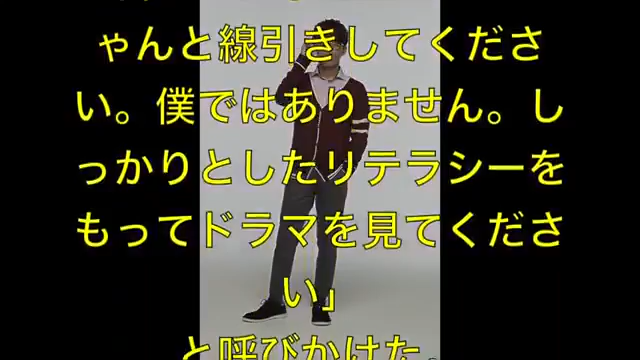 ゃんと線引きしてくださ
い。僕ではありません。し
っかりとしたリテラシーを
もってドラマを見てくださ
い」
と呼びかけた。